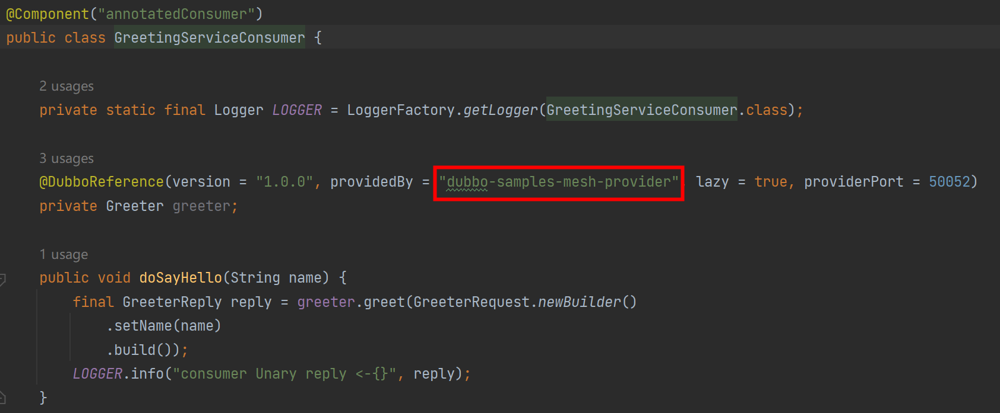 @Component("annotatedConsumer")
public class GreetingServiceConsumer {
2 usages
private static final Logger LOGGER = LoggerFactory.getLogger(GreetingServiceConsumer.class);
3 usages
@DubboReference(version = "1.0.0", providedBy = "dubbo-samples-mesh-provider", lazy = true, providerPort = 50052)
private Greeter greeter;
1 usage
public void doSayHello(String name) {
final GreeterReply reply = greeter.greet(GreeterRequest.newBuilder()
.setName(name)
.build());
LOGGER.info("consumer Unary reply <-{}", reply);
}